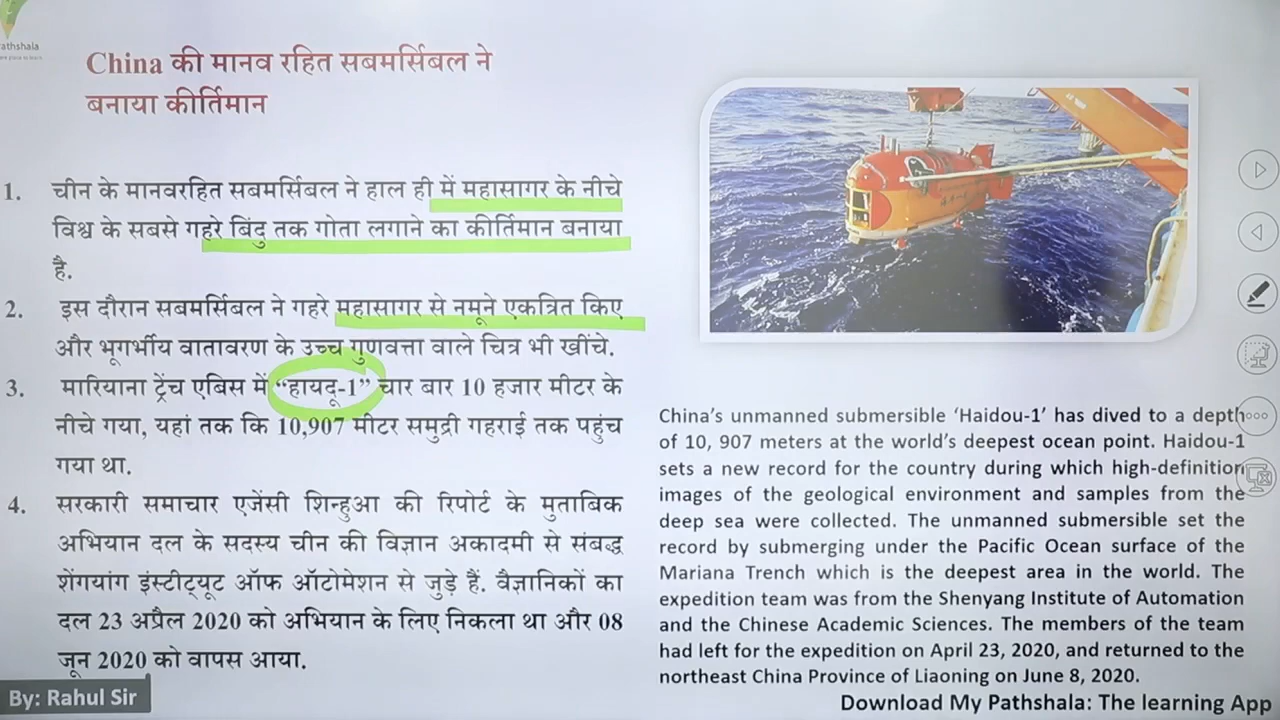 athshala
China की मानव रहित सबमर्सिबल ने
बनाया कीर्तिमान
1. चीन के मानवरहित सबमर्सिबल ने हाल ही में महासागर के नीचे
विश्व के सबसे गहरे बिंदु तक गोता लगाने का कीर्तिमान बनाया
है.
2. इस दौरान सबमर्सिबल ने गहरे महासागर से नमूने एकत्रित किए
और भूगर्भीय वातावरण के उच्च गुणवत्ता वाले चित्र भी खींचे.
3. मारियाना ट्रेंच एबिस में “हायदू-1” चार बार 10 हजार मीटर के
नीचे गया, यहां तक कि 10,907 मीटर समुद्री गहराई तक पहुंच
गया था.
4. सरकारी समाचार एजेंसी शिन्हुआ की रिपोर्ट के मुताबिक
अभियान दल के सदस्य चीन की विज्ञान अकादमी से संबद्ध
शेंगयांग इंस्टीट्यूट ऑफ ऑटोमेशन से जुड़े हैं. वैज्ञानिकों का
दल 23 अप्रैल 2020 को अभियान के लिए निकला था और 08
जून 2020 को वापस आया.
China’s unmanned submersible ‘Haidou-1’ has dived to a depth
of 10, 907 meters at the world’s deepest ocean point. Haidou-1
sets a new record for the country during which high-definition
images of the geological environment and samples from the
deep sea were collected. The unmanned submersible set the
record by submerging under the Pacific Ocean surface of the
Mariana Trench which is the deepest area in the world. The
expedition team was from the Shenyang Institute of Automation
and the Chinese Academic Sciences. The members of the team
had left for the expedition on April 23, 2020, and returned to the
northeast China Province of Liaoning on June 8, 2020.
By: Rahul Sir
Download My Pathshala: The learning App